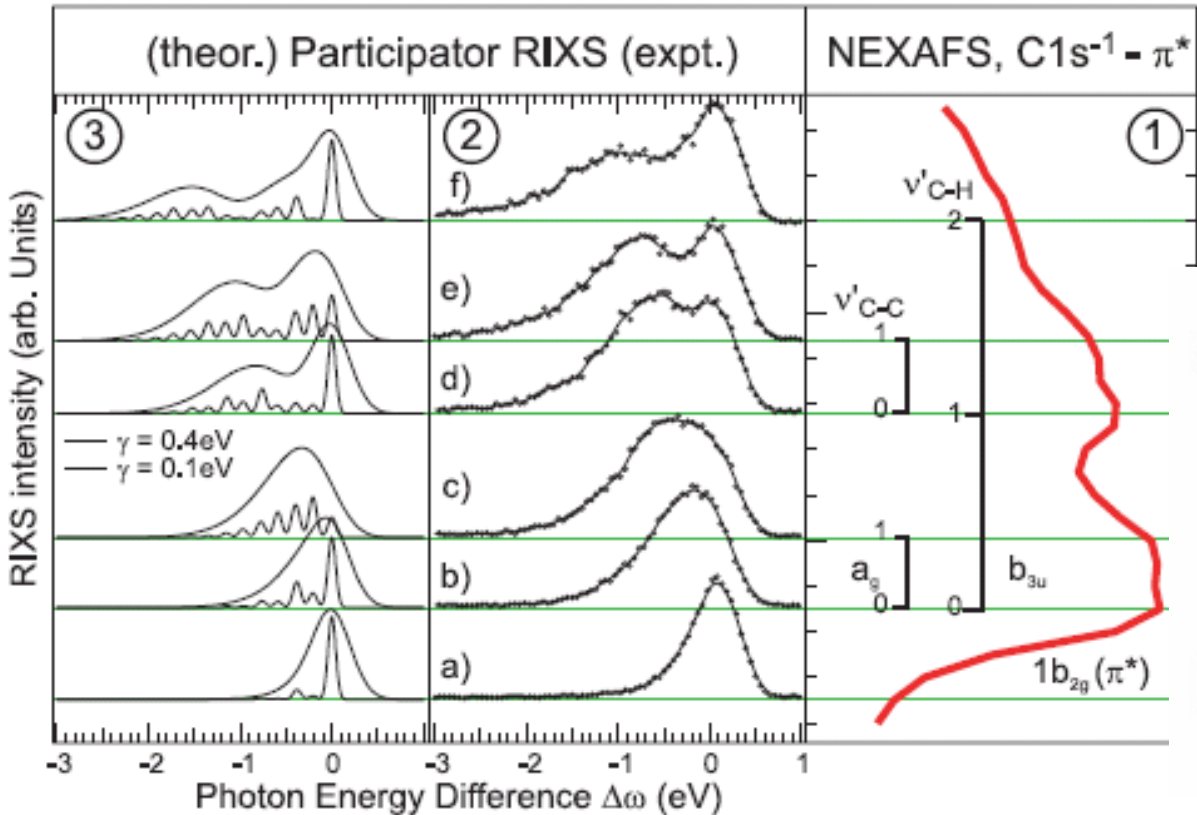 (theor.) Participator RIXS (expt.)
NEXAFS, C1s⁻¹ - π*
3
2
1
f)
e)
d)
c)
b)
a)
γ = 0.4eV
γ = 0.1eV
ν'C-H
2
1
0
b3u
ν'C-C
1
0
1
0
ag
1b2g(π*)
RIXS intensity (arb. Units)
-3 -2 -1 0 -3 -2 -1 0 1
Photon Energy Difference Δω (eV)